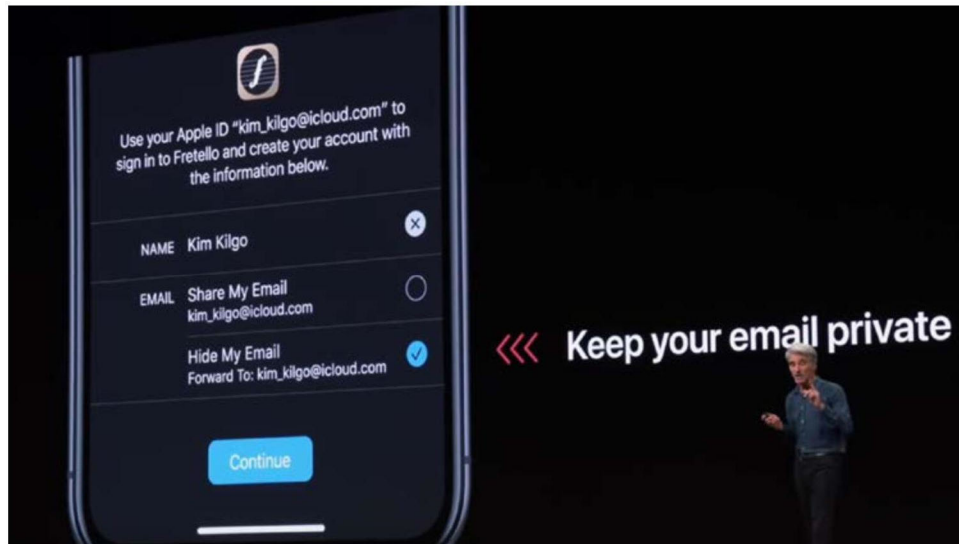 Use your Apple ID "kim_kilgo@icloud.com" to
sign in to Fretello and create your account with
the information below.
NAME Kim Kilgo
EMAIL Share My Email
kim_kilgo@icloud.com
Hide My Email
Forward To: kim_kilgo@icloud.com
Keep your email private
Continue